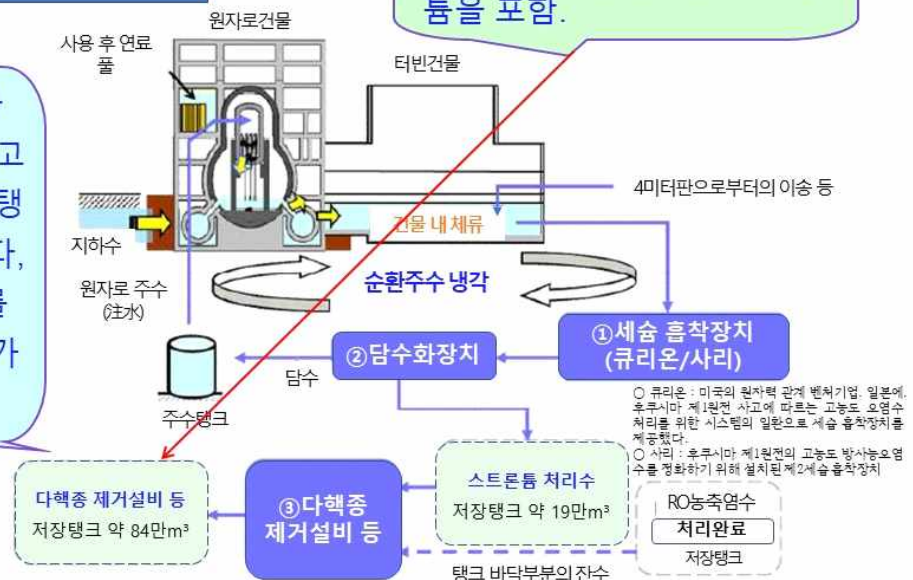 튬을 포함.
원자로건물
사용 후 연료
풀
터빈건물
고
탱
다,
를
가
4미터판으로부터의 이송 등
건물 내 체류
지하수
순환주수 냉각
원자로 주수
(注水)
①세슘 흡착장치
(큐리온/사리)
②담수화장치
담수
주수탱크
○ 큐리온 : 미국의 원자력 관계 벤처기업. 일본에,
후쿠시마 제1원전 사고에 따르는 고농도 오염수
처리를 위한 시스템의 일환으로 세슘 흡착장치를
제공했다.
○ 사리 : 후쿠시마 제1원전의 고농도 방사능오염
수를 정화하기 위해 설치된 제2세슘흡착장치
다핵종 제거설비 등
저장탱크 약 84만m³
③다핵종
제거설비 등
스트론튬 처리수
저장탱크 약 19만m³
RO농축염수
처리완료
저장탱크
탱크 바닥부분의 잔수